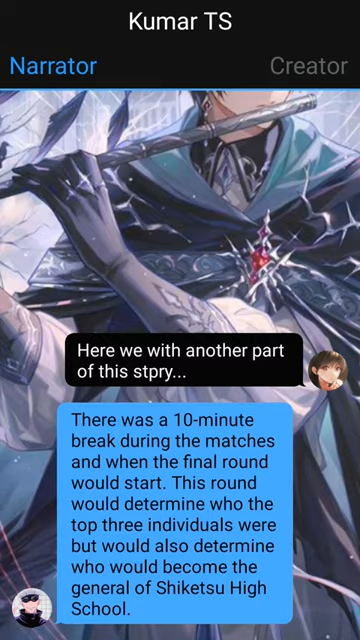 Kumar TS
Narrator
Creator
Here we with another part
of this stpry...
There was a 10-minute
break during the matches
and when the final round
would start. This round
would determine who the
top three individuals were
but would also determine
who would become the
general of Shiketsu High
School.